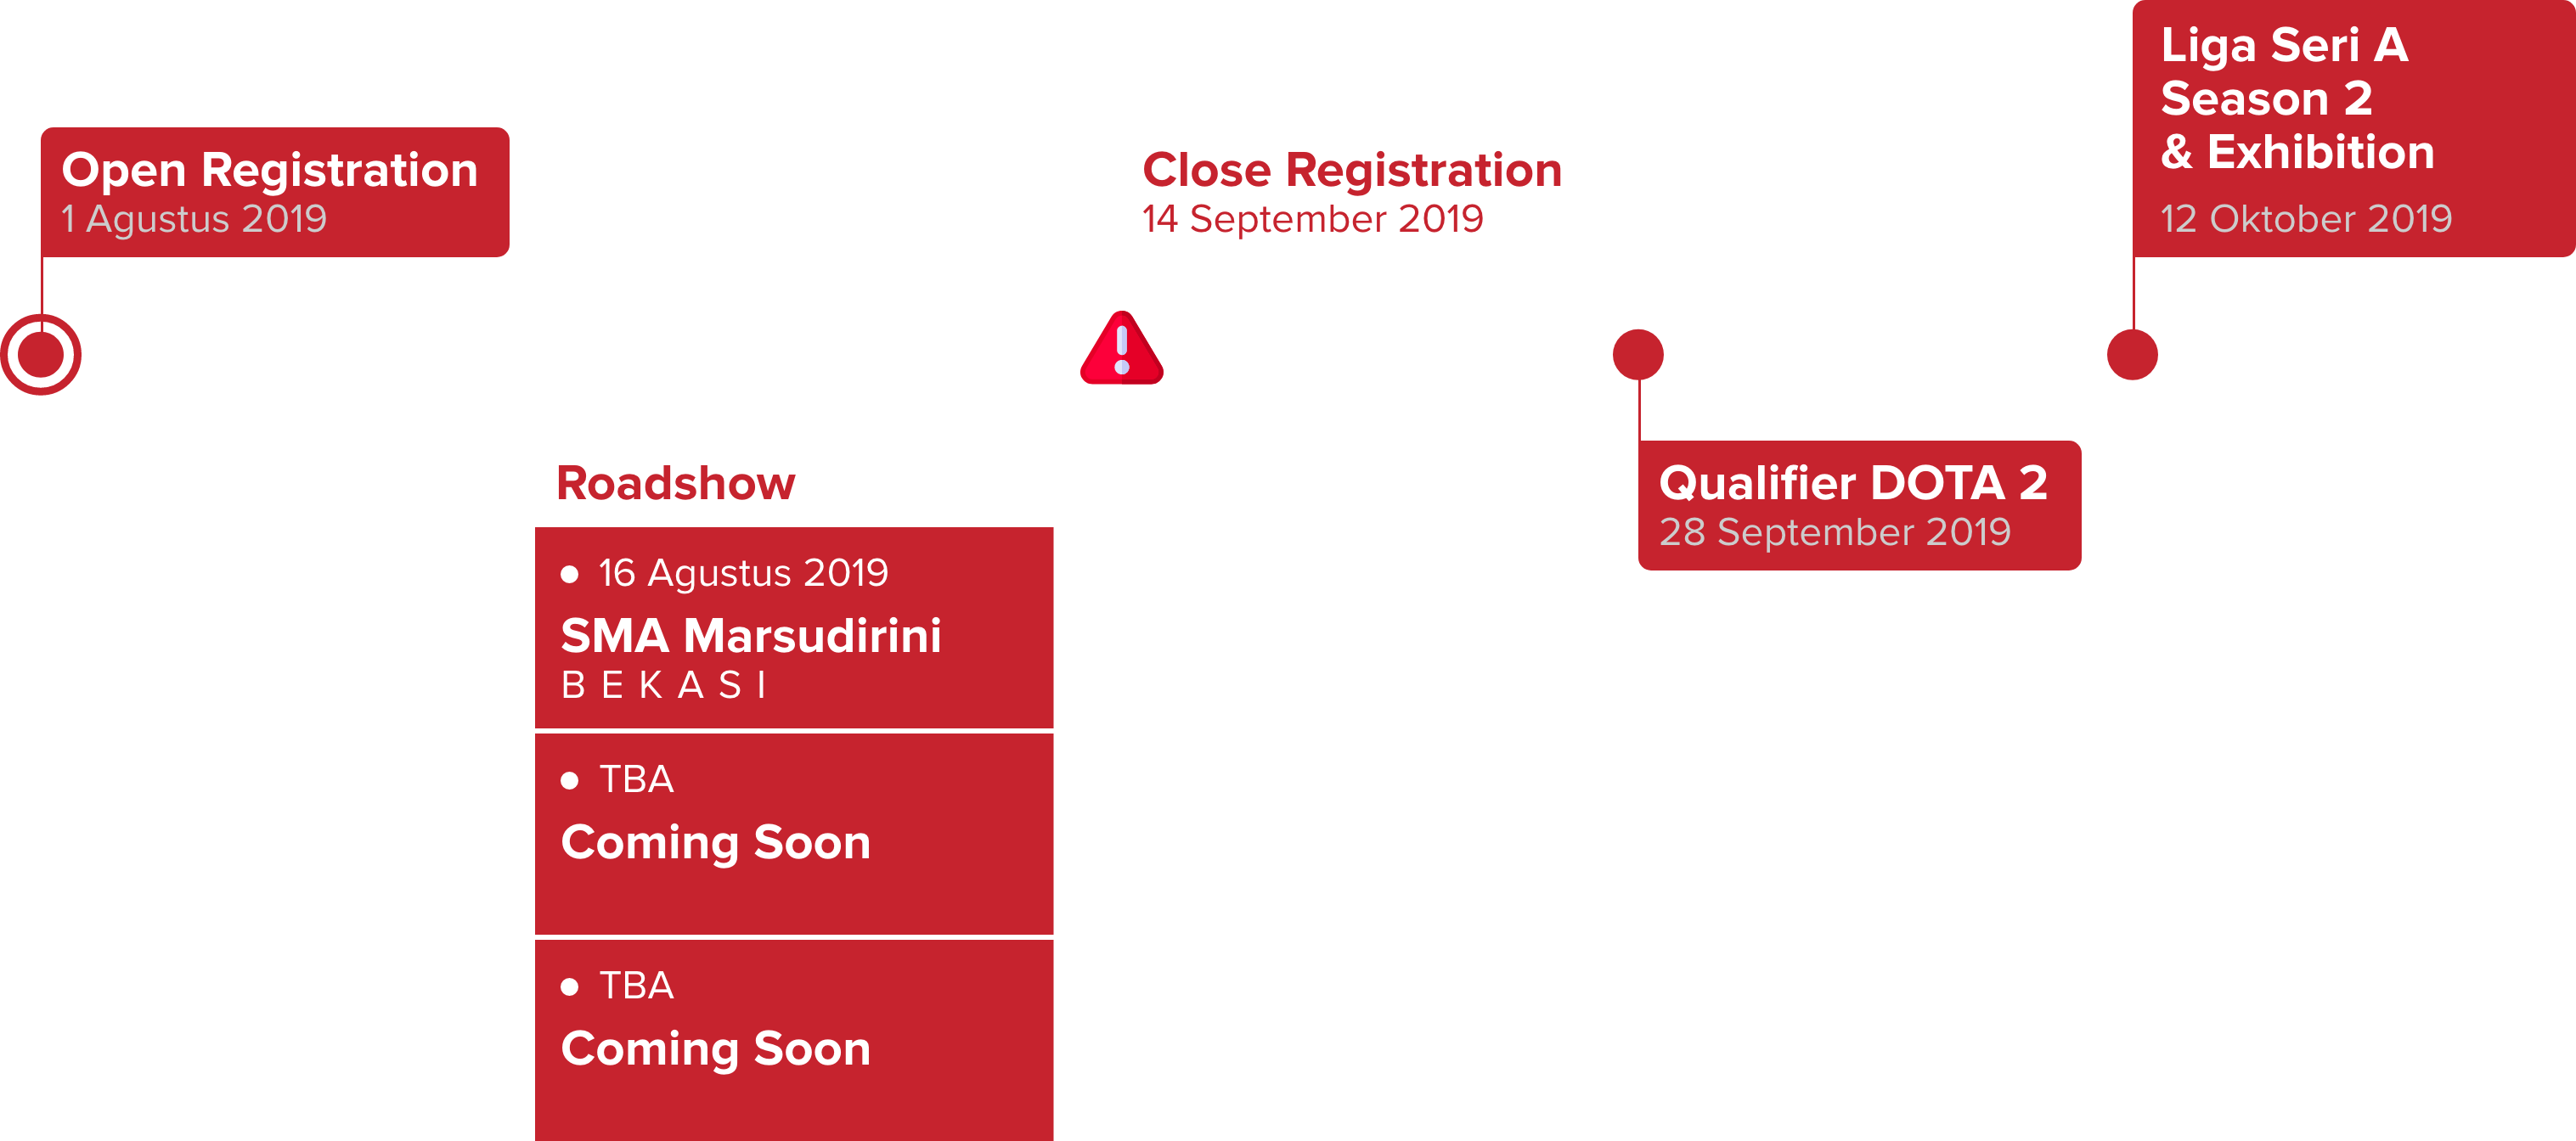 Open Registration
1 Agustus 2019
Roadshow
16 Agustus 2019
SMA Marsudirini
BEKASI
TBA
Coming Soon
TBA
Coming Soon
Close Registration
14 September 2019
Qualifier DOTA 2
28 September 2019
Liga Seri A
Season 2
& Exhibition
12 Oktober 2019